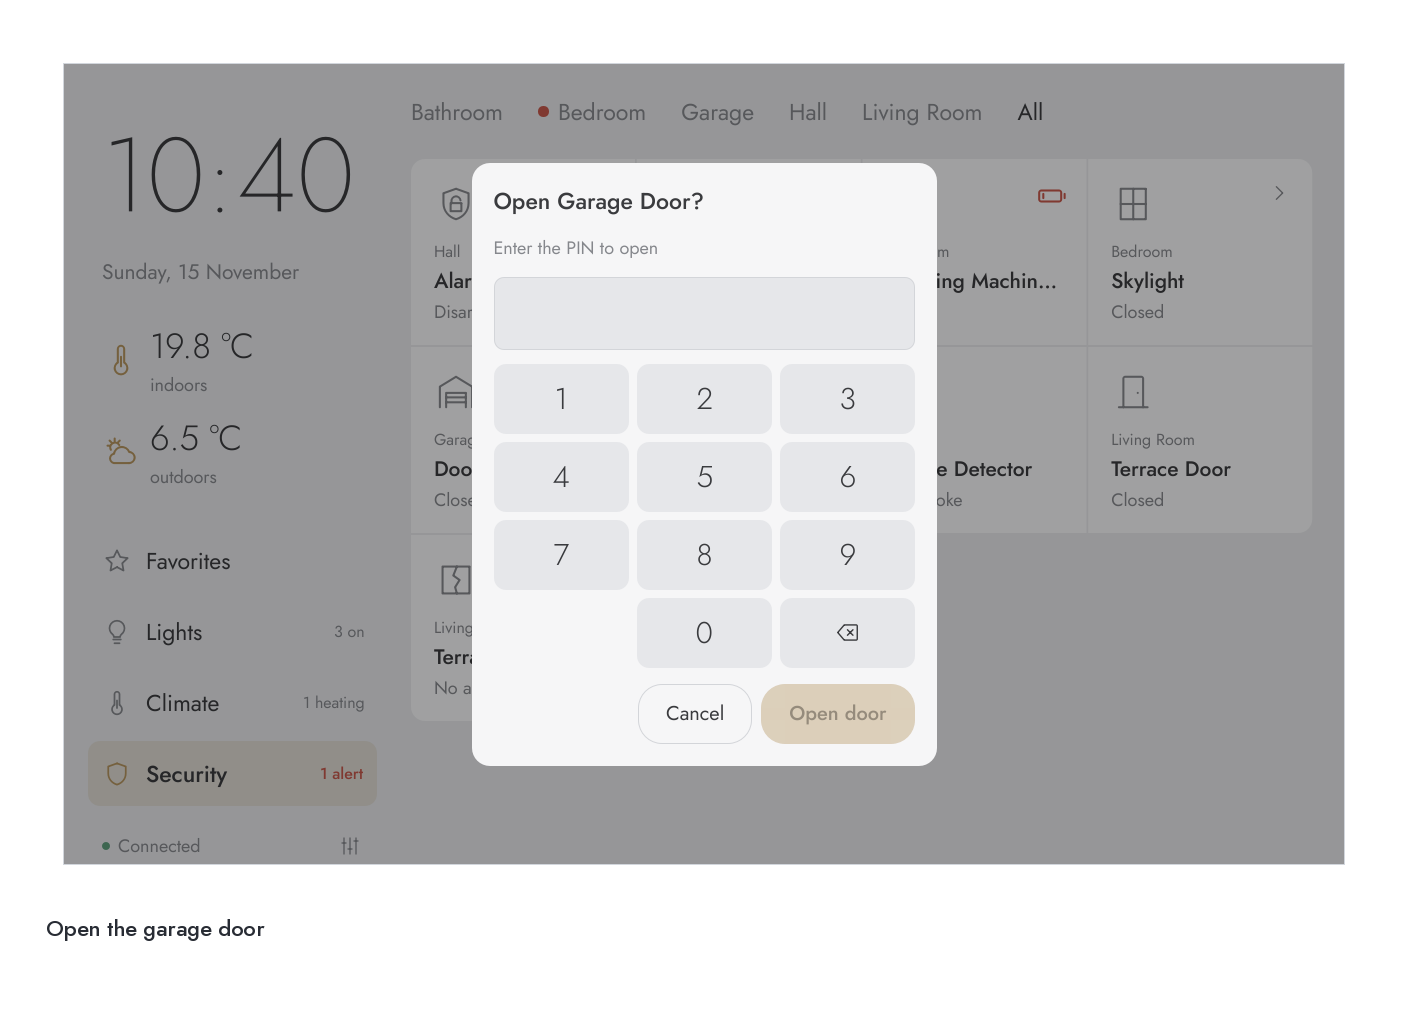 Bathroom Bedroom Garage Hall Living Room All
10:40
Sunday, 15 November
19.8 °C
indoors
6.5 °C
outdoors
Favorites
Lights 3 on
Climate 1 heating
Security 1 alert
Connected
Hall
Bedroom
Skylight
Closed
Living Room
Detector
Terrace Door
Closed
Living
Open Garage Door?
Enter the PIN to open
1 2 3
4 5 6
7 8 9
0
Cancel Open door
Open the garage door